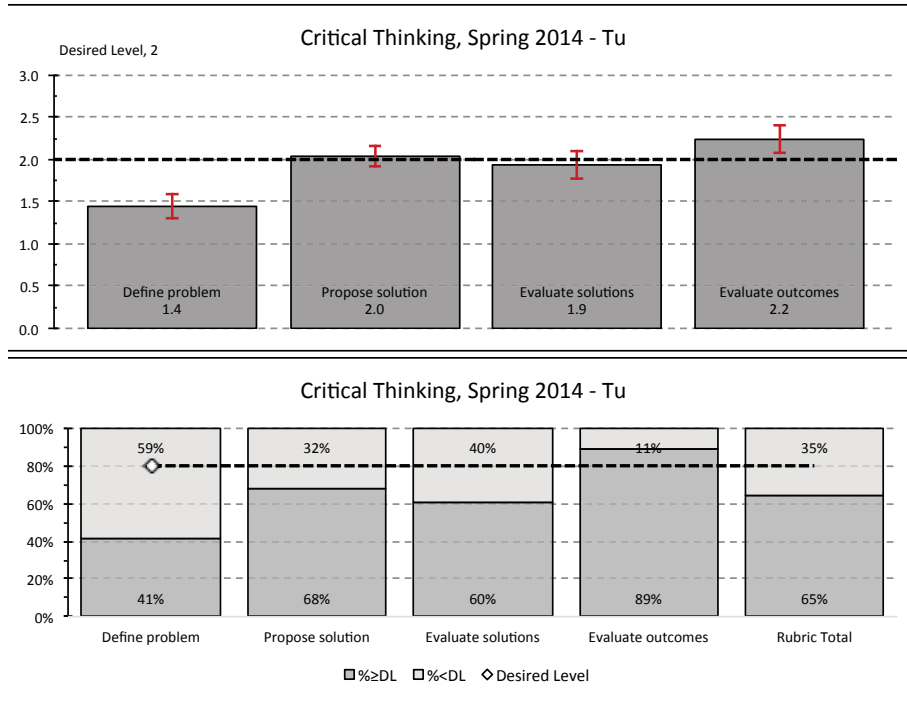 Critical Thinking, Spring 2014 - Tu
Desired Level, 2
3.0
2.5
2.0
1.5
1.0
0.5
0.0
Define problem
1.4
Propose solution
2.0
Evaluate solutions
1.9
Evaluate outcomes
2.2
Critical Thinking, Spring 2014 - Tu
100%
80%
60%
40%
20%
0%
59% 32% 40% 11% 35%
41% 68% 60% 89% 65%
Define problem Propose solution Evaluate solutions Evaluate outcomes Rubric Total
%≥DL %<DL Desired Level